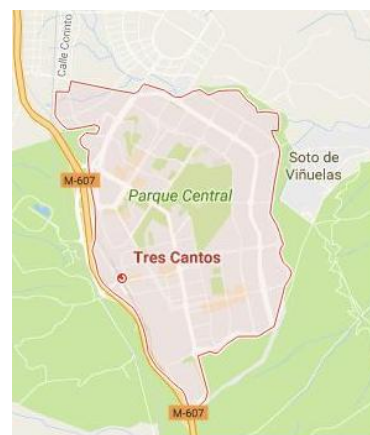 Calle Corinto
Soto de
Viñuelas
M-607
Parque Central
Tres Cantos
M-607